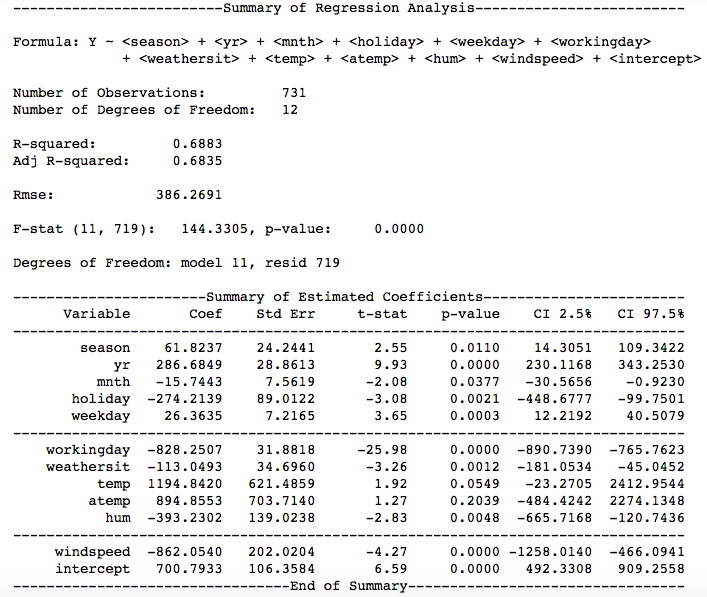 -------------------------Summary of Regression Analysis-------------------------
Formula: Y ~ <season> + <yr> + <mnth> + <holiday> + <weekday> + <workingday>
+ <weathersit> + <temp> + <atemp> + <hum> + <windspeed> + <intercept>
Number of Observations: 731
Number of Degrees of Freedom: 12
R-squared: 0.6883
Adj R-squared: 0.6835
Rmse: 386.2691
F-stat (11, 719): 144.3305, p-value: 0.0000
Degrees of Freedom: model 11, resid 719
-----------------------Summary of Estimated Coefficients------------------------
Variable Coef Std Err t-stat p-value CI 2.5% CI 97.5%
--------------------------------------------------------------------------------
season 61.8237 24.2441 2.55 0.0110 14.3051 109.3422
yr 286.6849 28.8613 9.93 0.0000 230.1168 343.2530
mnth -15.7443 7.5619 -2.08 0.0377 -30.5656 -0.9230
holiday -274.2139 89.0122 -3.08 0.0021 -448.6777 -99.7501
weekday 26.3635 7.2165 3.65 0.0003 12.2192 40.5079
--------------------------------------------------------------------------------
workingday -828.2507 31.8818 -25.98 0.0000 -890.7390 -765.7623
weathersit -113.0493 34.6960 -3.26 0.0012 -181.0534 -45.0452
temp 1194.8420 621.4859 1.92 0.0549 -23.2705 2412.9544
atemp 894.8553 703.7140 1.27 0.2039 -484.4242 2274.1348
hum -393.2302 139.0238 -2.83 0.0048 -665.7168 -120.7436
--------------------------------------------------------------------------------
windspeed -862.0540 202.0204 -4.27 0.0000 -1258.0140 -466.0941
intercept 700.7933 106.3584 6.59 0.0000 492.3308 909.2558
---------------------------------End of Summary---------------------------------